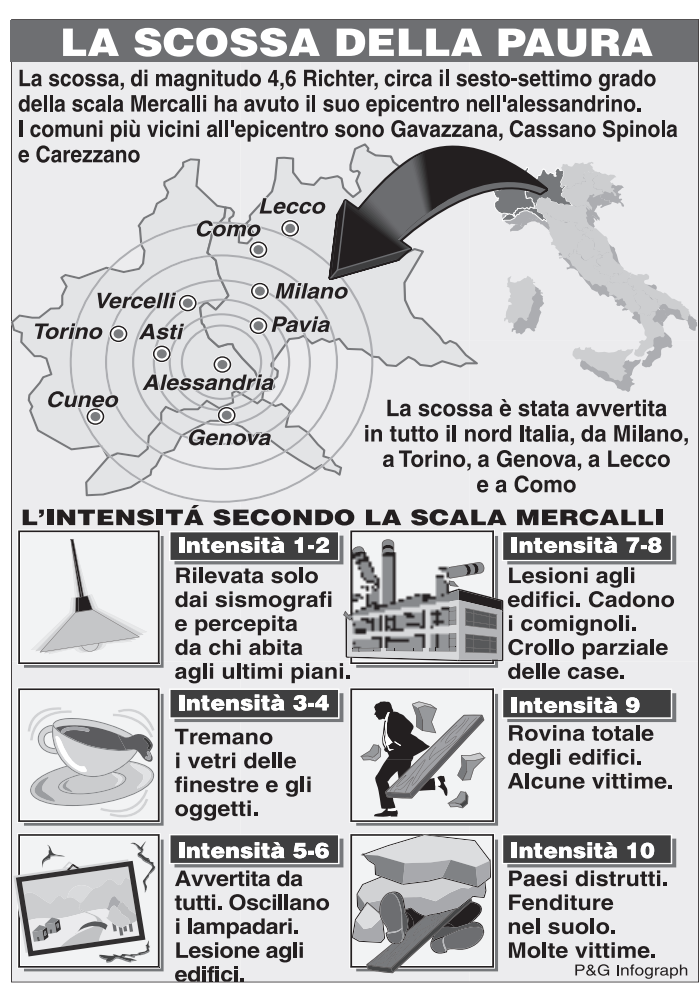 LA SCOSSA DELLA PAURA
La scossa, di magnitudo 4,6 Richter, circa il sesto-settimo grado
della scala Mercalli ha avuto il suo epicentro nell'alessandrino.
I comuni più vicini all'epicentro sono Gavazzana, Cassano Spinola
e Carezzano
Lecco
Como
Milano
Vercelli
Pavia
Torino
Asti
Alessandria
Cuneo
Genova
La scossa è stata avvertita
in tutto il nord Italia, da Milano,
a Torino, a Genova, a Lecco
e a Como
L'INTENSITÁ SECONDO LA SCALA MERCALLI
Intensità 1-2
Rilevata solo
dai sismografi
e percepita
da chi abita
agli ultimi piani.
Intensità 3-4
Tremano
i vetri delle
finestre e gli
oggetti.
Intensità 5-6
Avvertita da
tutti. Oscillano
i lampadari.
Lesione agli
edifici.
Intensità 7-8
Lesioni agli
edifici. Cadono
i comignoli.
Crollo parziale
delle case.
Intensità 9
Rovina totale
degli edifici.
Alcune vittime.
Intensità 10
Paesi distrutti.
Fenditure
nel suolo.
Molte vittime.
P&G Infograph